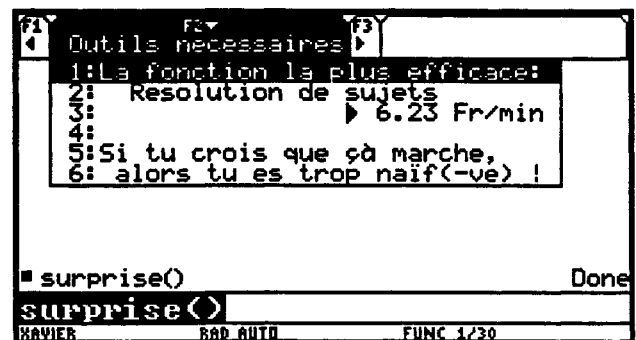 F1 F2 F3
Outils necessaires
1:La fonction la plus efficace:
2: Resolution de sujets
3: ▶ 6.23 Fr/min
4:
5:Si tu crois que çà marche,
6: alors tu es trop naïf(-ve) !
surprise() Done
surprise()
XAVIER RAD AUTO FUNC 1/30